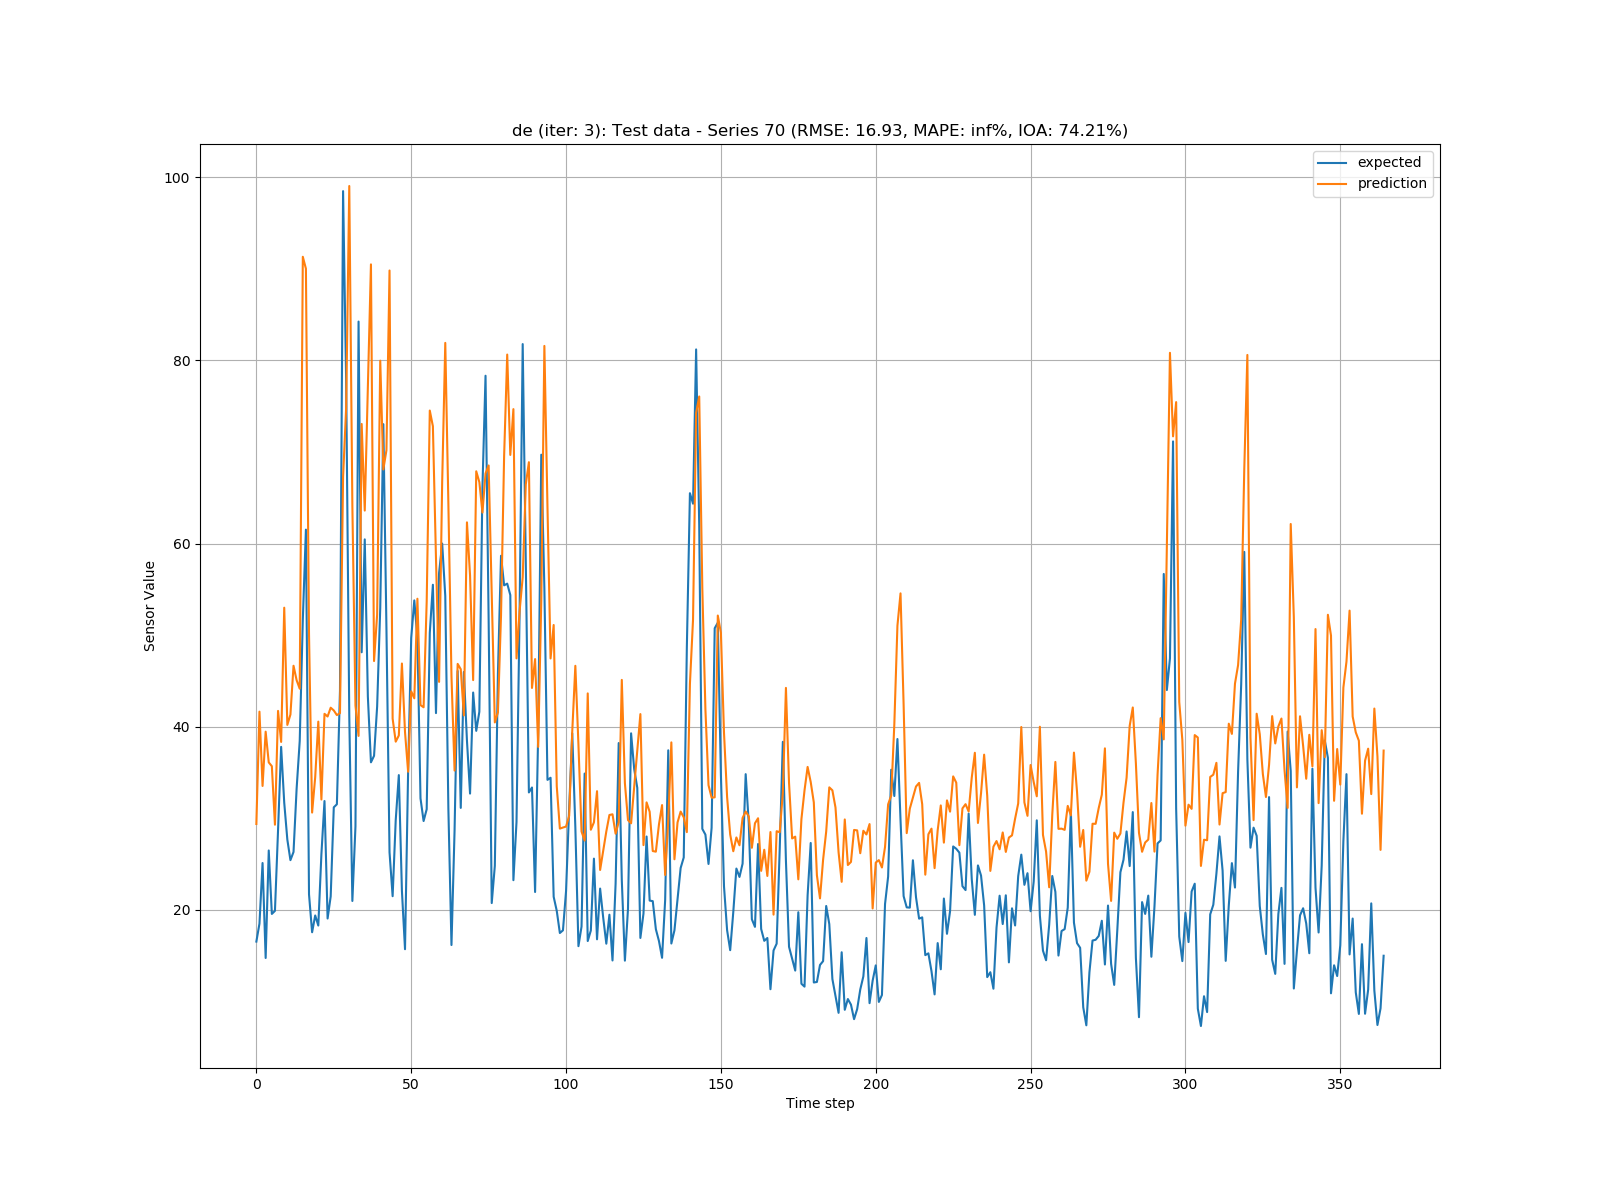 de (iter: 3): Test data - Series 70 (RMSE: 16.93, MAPE: inf%, IOA: 74.21%)
expected
prediction
100
80
60
40
20
Sensor Value
0 50 100 150 200 250 300 350
Time step